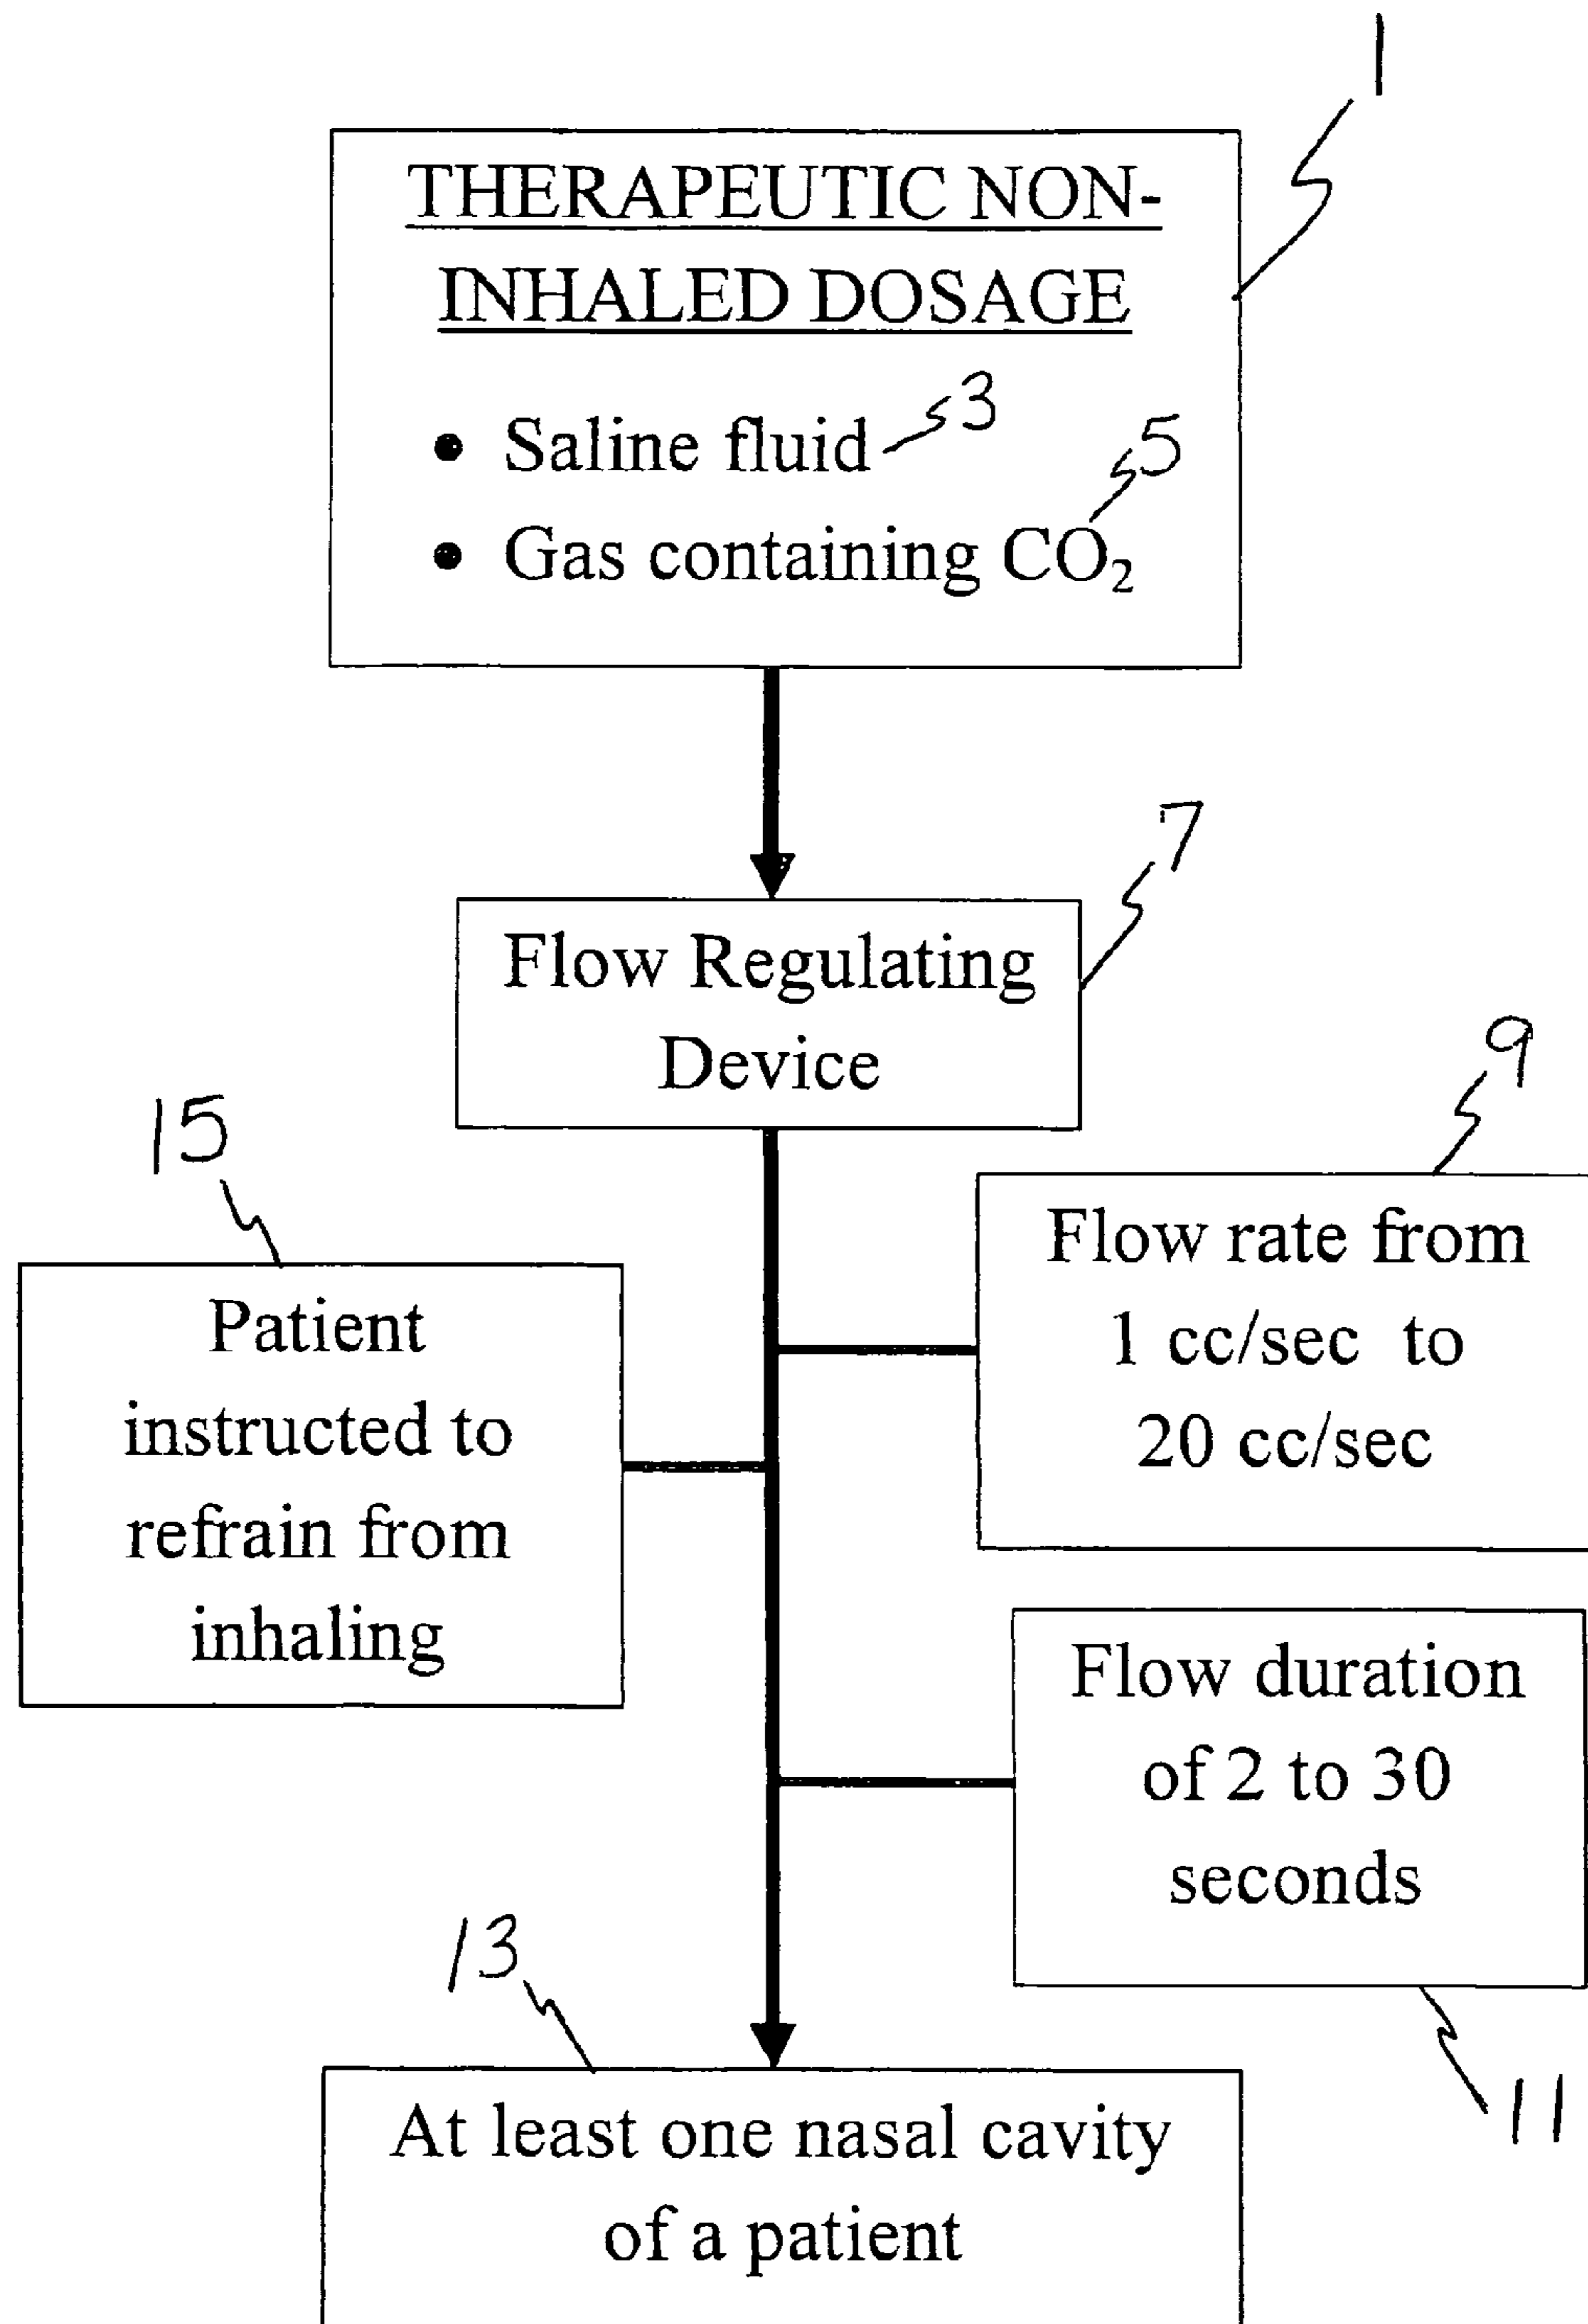 1
THERAPEUTIC NON-
INHALED DOSAGE
• Saline fluid 3
5
• Gas containing CO₂
7
Flow Regulating
Device
9
15
Flow rate from
1 cc/sec to
20 cc/sec
Patient
instructed to
refrain from
inhaling
Flow duration
of 2 to 30
seconds
11
13
At least one nasal cavity
of a patient